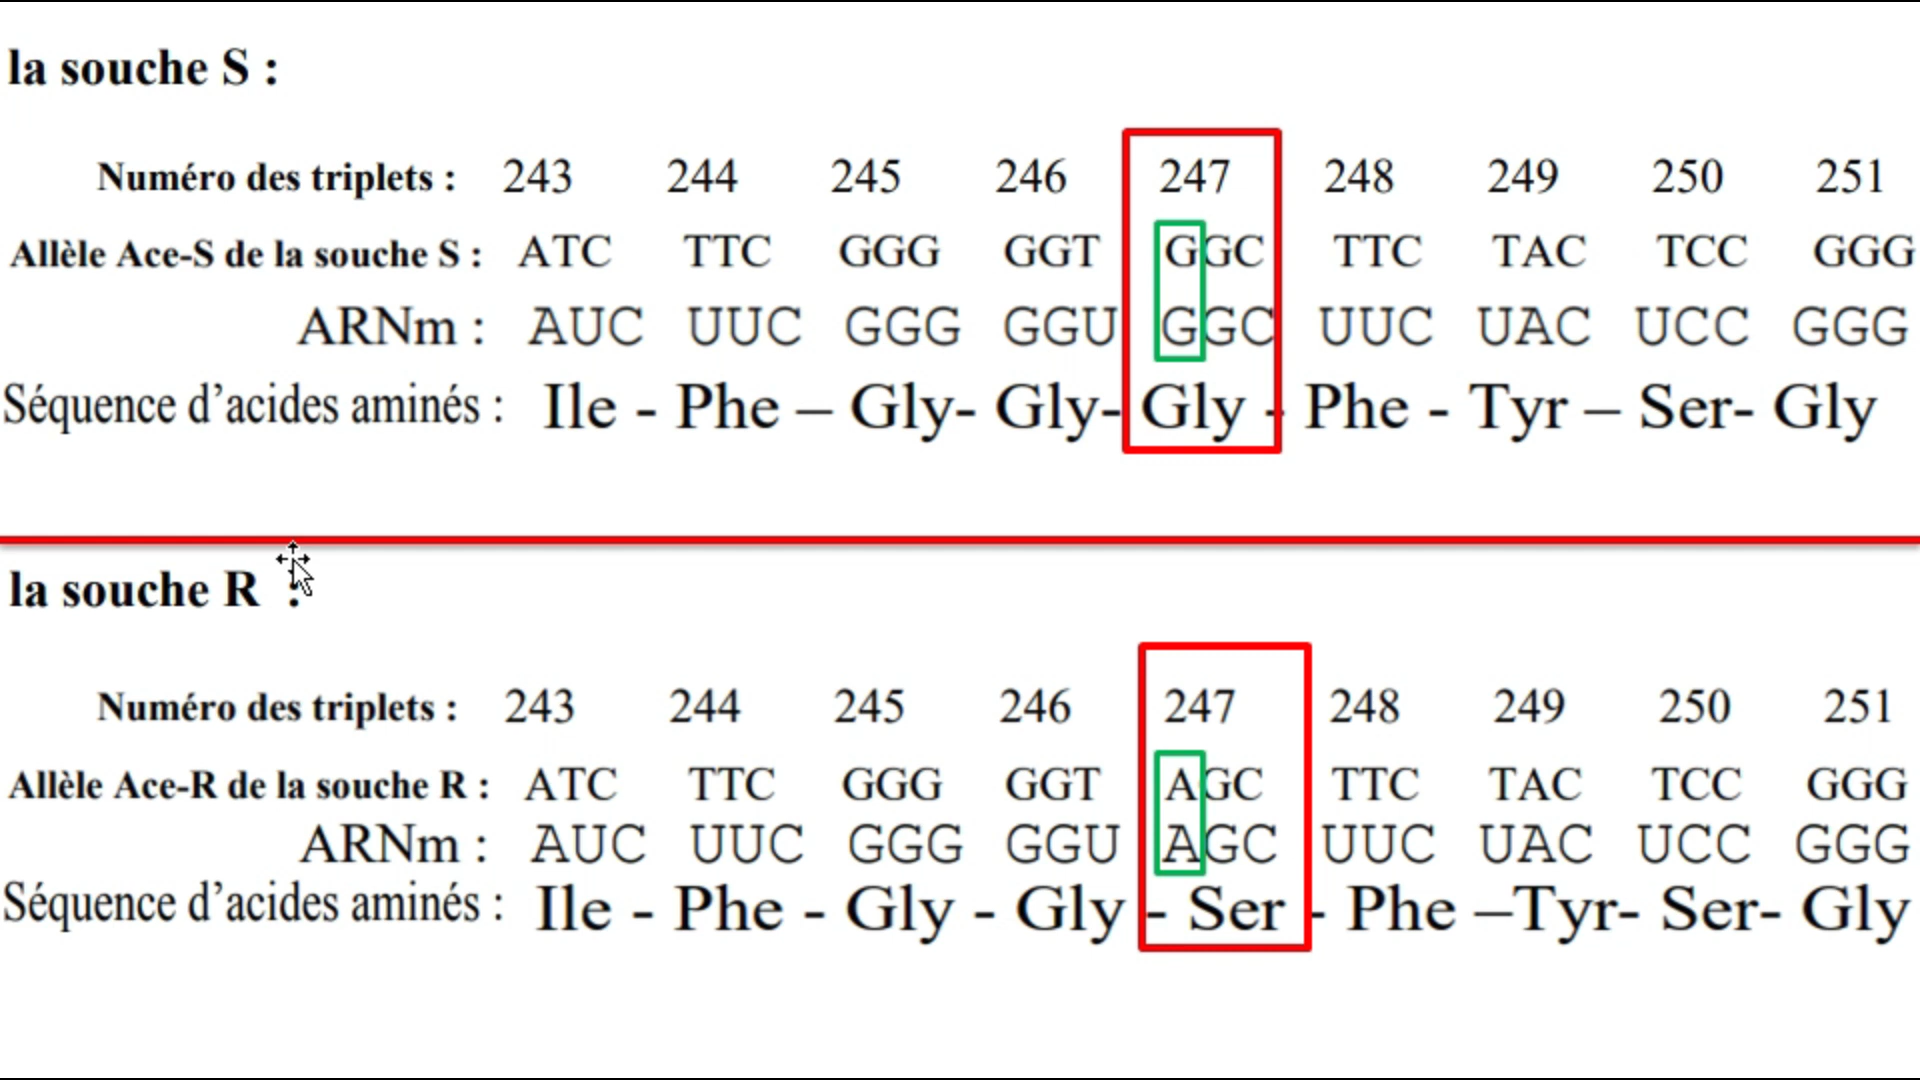 la souche S :
Numéro des triplets : 243 244 245 246 247 248 249 250 251
Allèle Ace-S de la souche S : ATC TTC GGG GGT GGC TTC TAC TCC GGG
ARNm : AUC UUC GGG GGU GGC UUC UAC UCC GGG
Séquence d’acides aminés : Ile - Phe – Gly- Gly- Gly - Phe - Tyr – Ser- Gly
la souche R :
Numéro des triplets : 243 244 245 246 247 248 249 250 251
Allèle Ace-R de la souche R : ATC TTC GGG GGT AGC TTC TAC TCC GGG
ARNm : AUC UUC GGG GGU AGC UUC UAC UCC GGG
Séquence d’acides aminés : Ile - Phe - Gly - Gly - Ser - Phe –Tyr- Ser- Gly